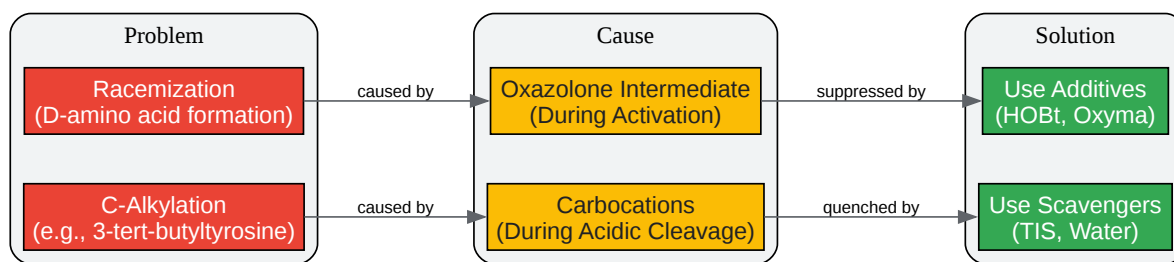 Problem
Cause
Solution
Racemization
(D-amino acid formation)
caused by
Oxazolone Intermediate
(During Activation)
suppressed by
Use Additives
(HOBt, Oxyma)
C-Alkylation
(e.g., 3-tert-butyltyrosine)
caused by
Carbocations
(During Acidic Cleavage)
quenched by
Use Scavengers
(TIS, Water)